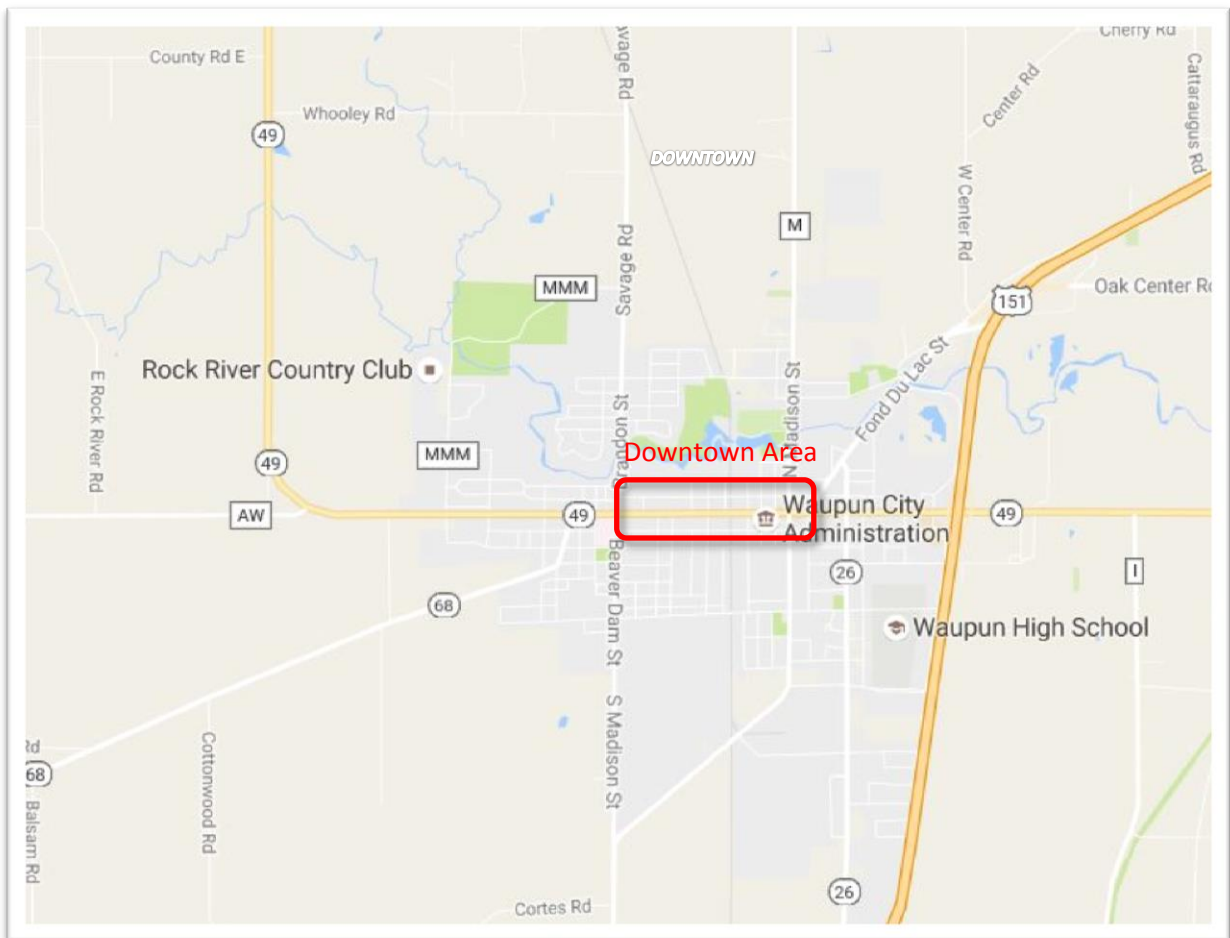 County Rd E
Whooley Rd
49
Savage Rd
DOWNTOWN
Cherry Rd
Center Rd
Cattaraugus Rd
W Center Rd
M
Savage Rd
MMM
151
Oak Center
Rock River Country Club
E Rock River Rd
Brandon St
N Madison St
Fond Du Lac St
Downtown Area
MMM
49
AW
49
Waupun City
Administration
49
Beaver Dam St
26
I
68
Waupun High School
S Madison St
Rd
68
Balsam Rd
Cottonwood Rd
26
Cortes Rd